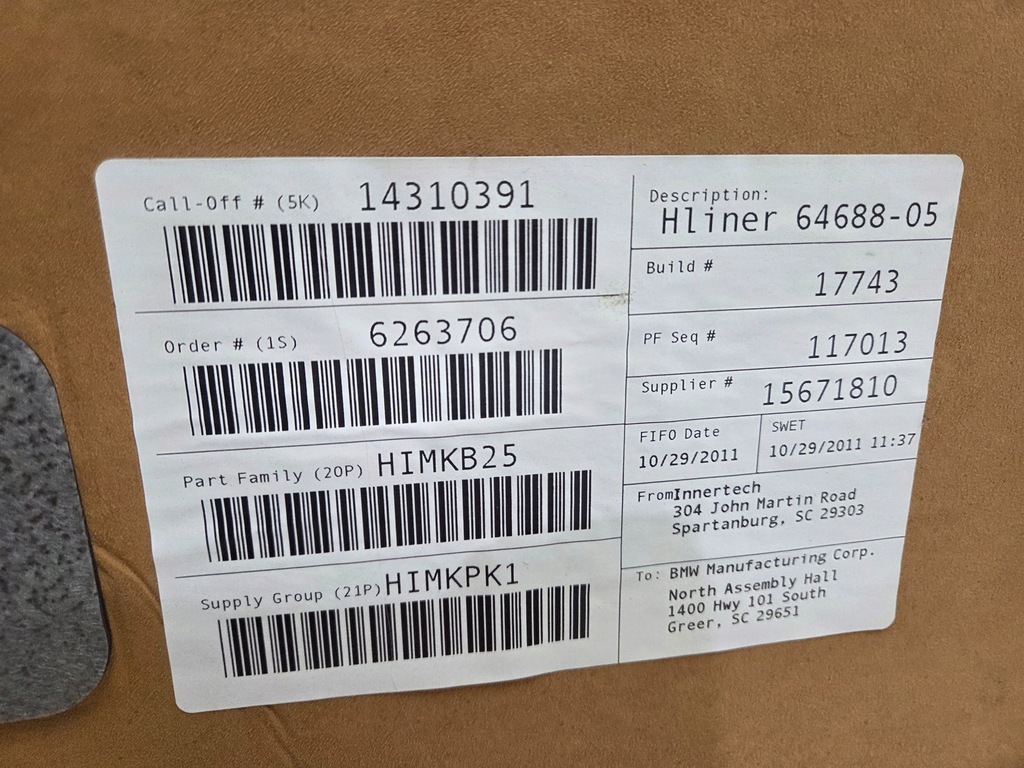 Call-Off # (5K) 14310391
Order # (1S) 6263706
Part Family (20P) HIMKB25
Supply Group (21P) HIMKPK1
Description:
Hliner 64688-05
Build #
17743
PF Seq #
117013
Supplier # 15671810
FIFO Date
10/29/2011
SWET
10/29/2011 11:37
From Innertech
304 John Martin Road
Spartanburg, SC 29303
To: BMW Manufacturing Corp.
North Assembly Hall
1400 Hwy 101 South
Greer, SC 29651